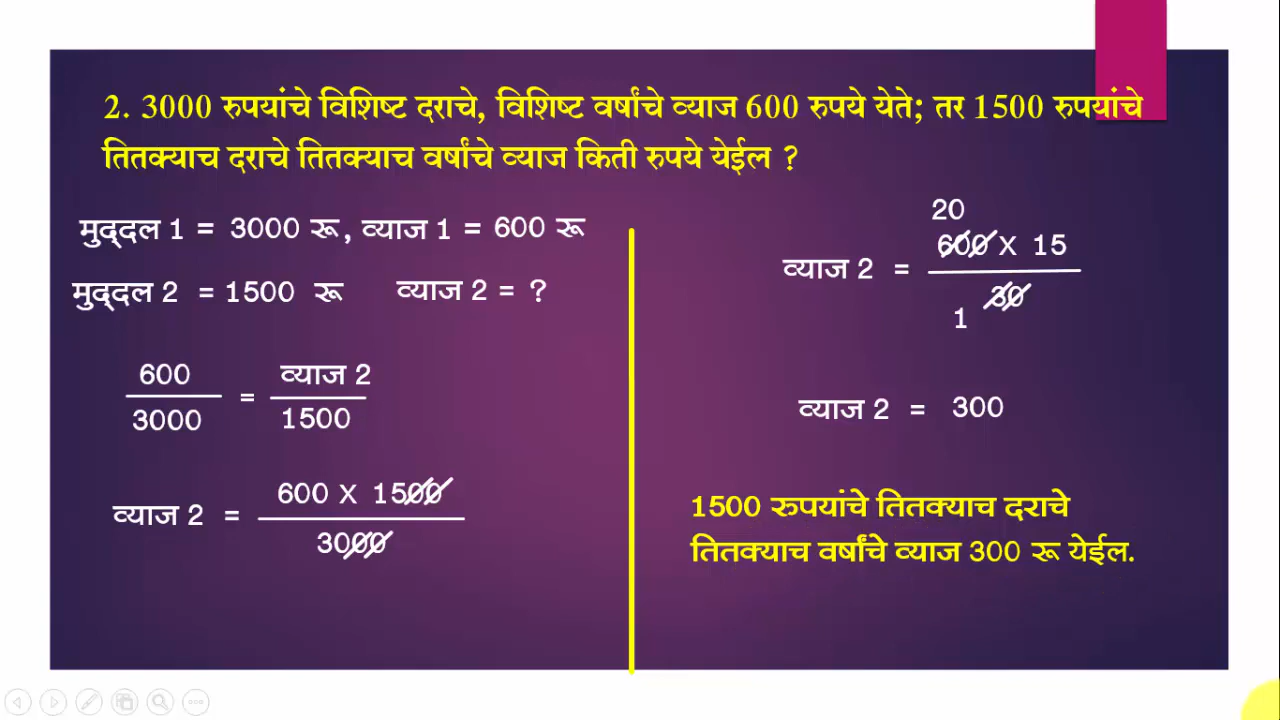 2. 3000 रुपयांचे विशिष्ट दराचे, विशिष्ट वर्षांचे व्याज 600 रुपये येते; तर 1500 रुपयांचे
तितक्याच दराचे तितक्याच वर्षांचे व्याज किती रुपये येईल ?
मुद्दल 1 = 3000 रू, व्याज 1 = 600 रू
मुद्दल 2 = 1500 रू व्याज 2 = ?
600
3000
=
व्याज 2
1500
व्याज 2 =
600 X 1500
3000
20
व्याज 2 =
600 X 15
30
1
व्याज 2 = 300
1500 रुपयांचे तितक्याच दराचे
तितक्याच वर्षांचे व्याज 300 रू येईल.